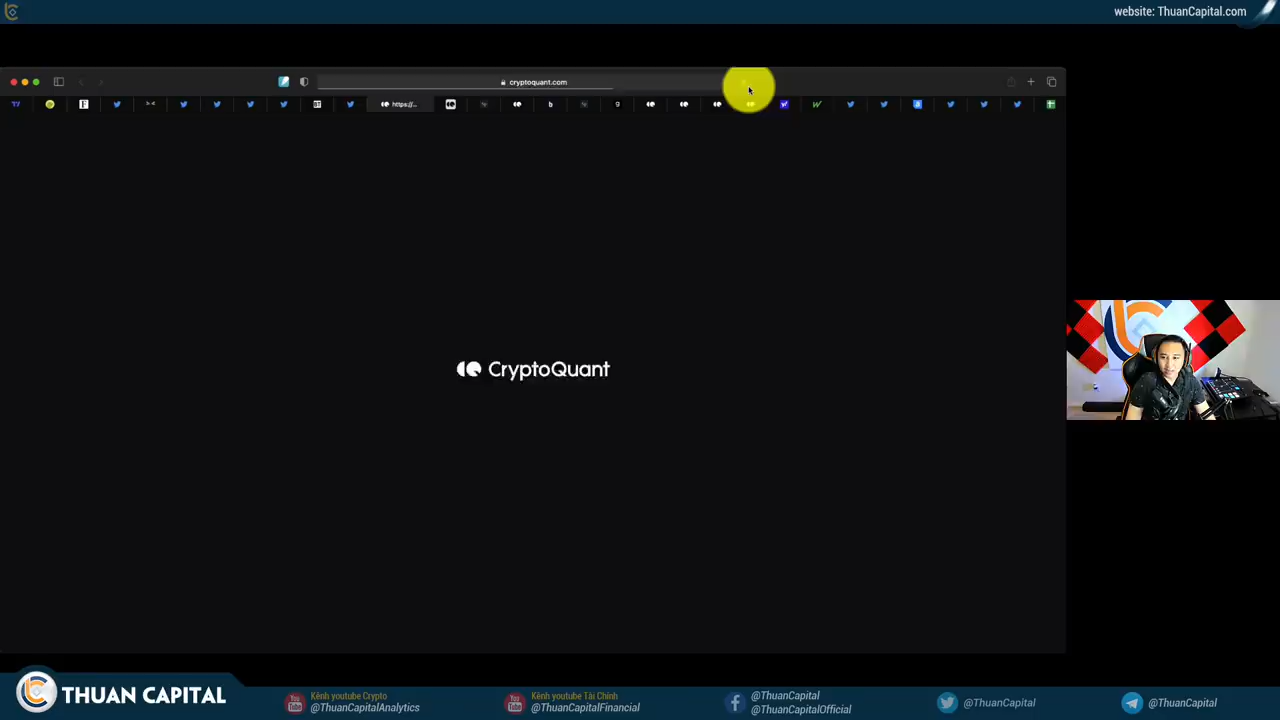 website: ThuanCapital.com
cryptoquant.com
https://...
CryptoQuant
THUAN CAPITAL
Kênh youtube Crypto
@ThuanCapitalAnalytics
Kênh youtube Tài Chính
@ThuanCapitalFinancial
@ThuanCapital
@ThuanCapitalOfficial
@ThuanCapital
@ThuanCapital